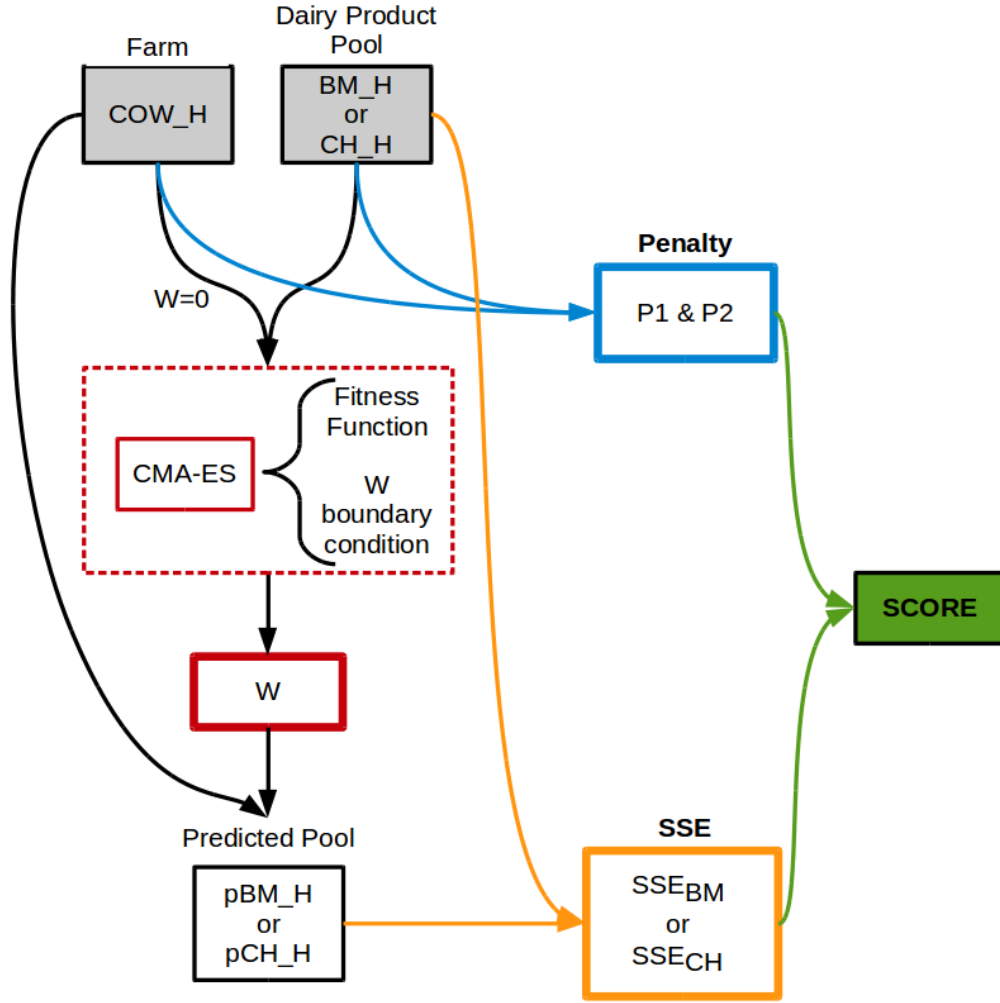 Dairy Product
Pool
Farm
COW_H
BM_H
or
CH_H
Penalty
P1 & P2
W=0
Fitness
Function
CMA-ES
W
boundary
condition
SCORE
W
Predicted Pool
pBM_H
or
pCH_H
SSE
SSEBM
or
SSECH